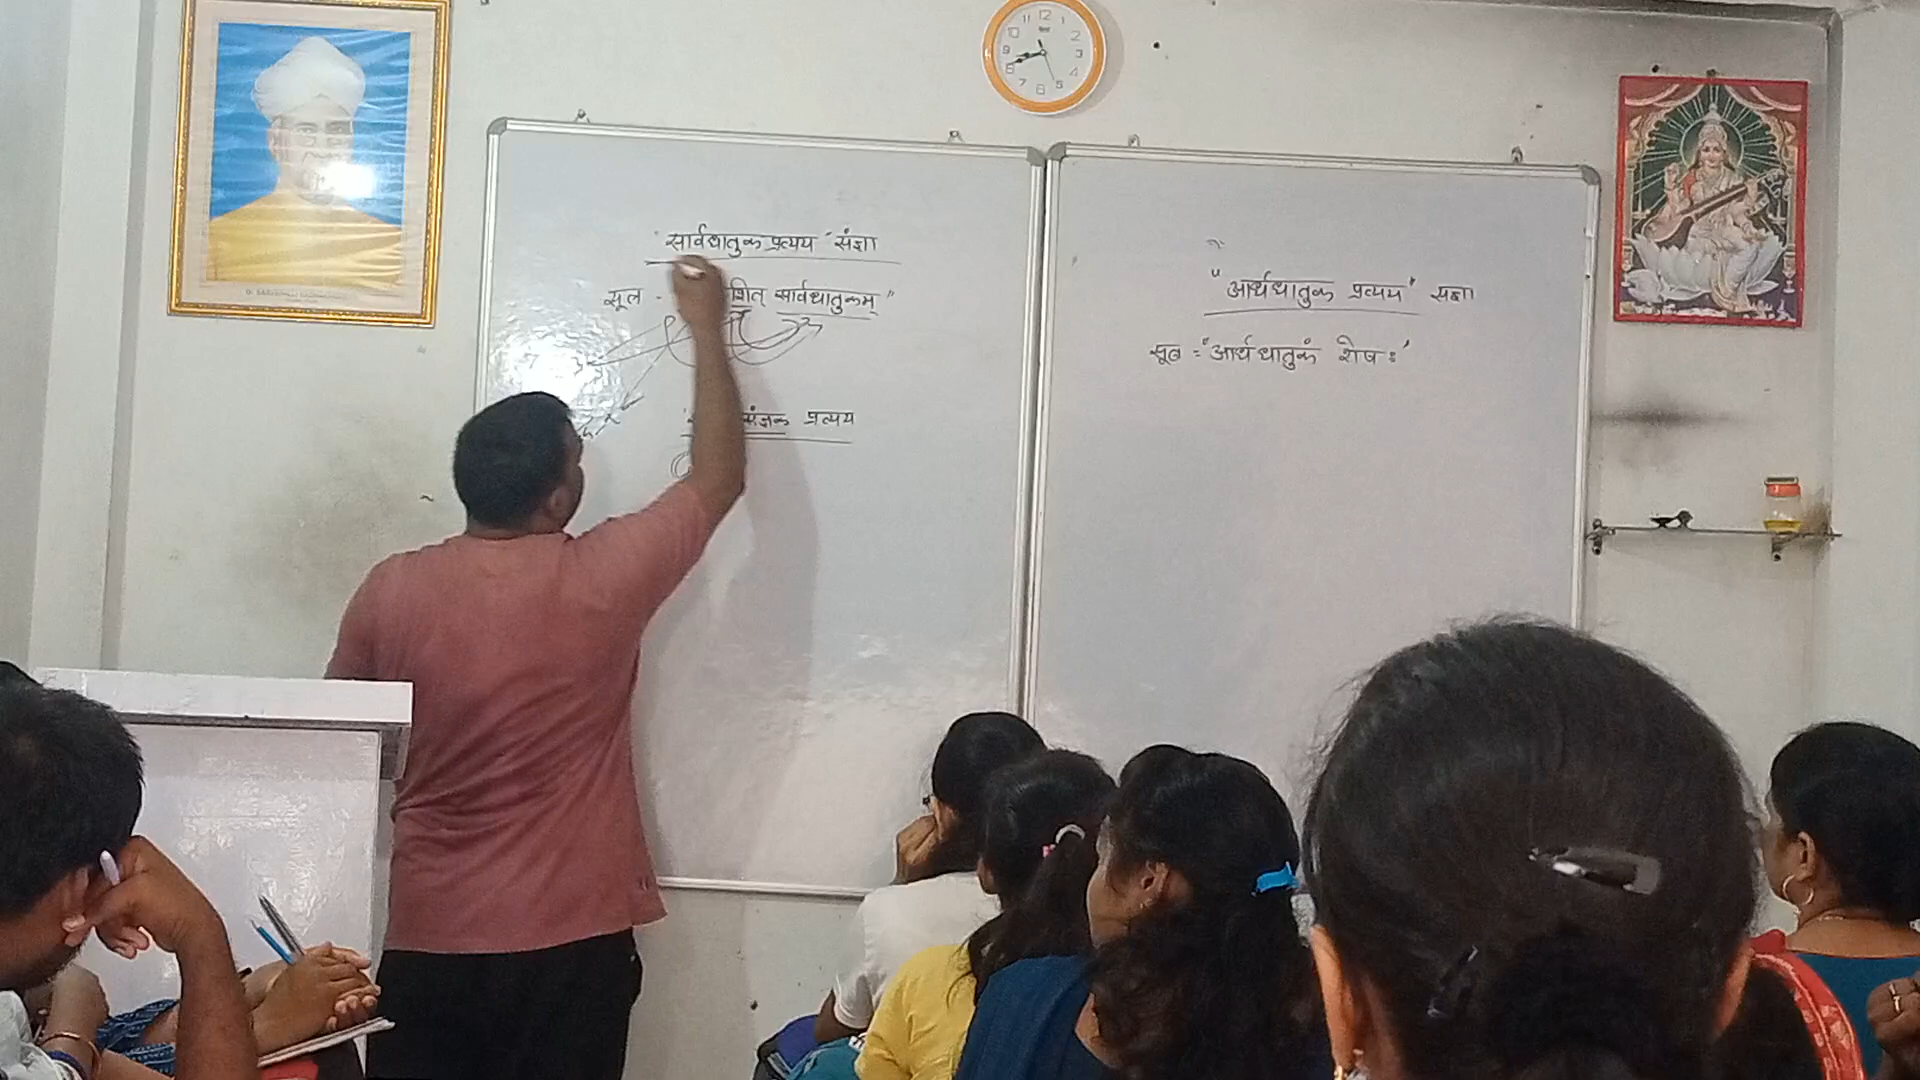 "सार्वधातुक प्रत्यय" संज्ञा
सूत्र - शित् सार्वधातुकम्"
संज्ञक प्रत्यय
"आर्धधातुक प्रत्यय" संज्ञा
सूत्र = "आर्धधातुकं शेषः"